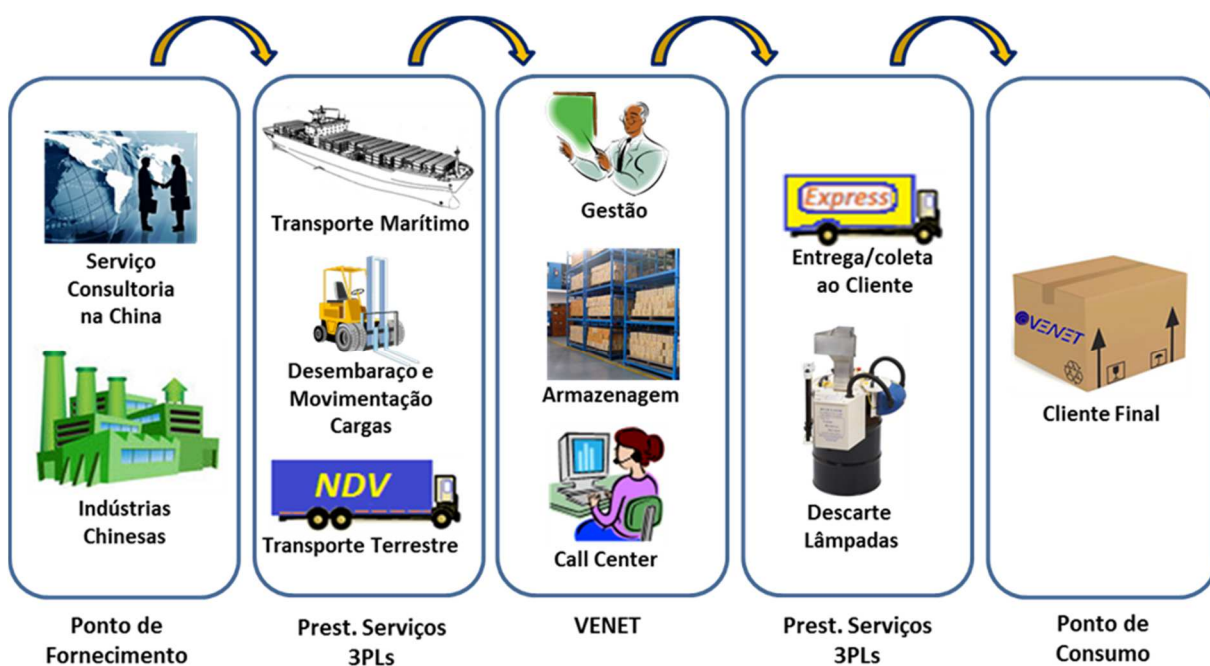 Serviço
Consultoria
na China
Indústrias
Chinesas
Ponto de
Fornecimento
Transporte Marítimo
Desembaraço e
Movimentação
Cargas
NDV
Transporte Terrestre
Prest. Serviços
3PLs
Gestão
Armazenagem
Call Center
VENET
Express
Entrega/coleta
ao Cliente
Descarte
Lâmpadas
Prest. Serviços
3PLs
VENET
Cliente Final
Ponto de
Consumo